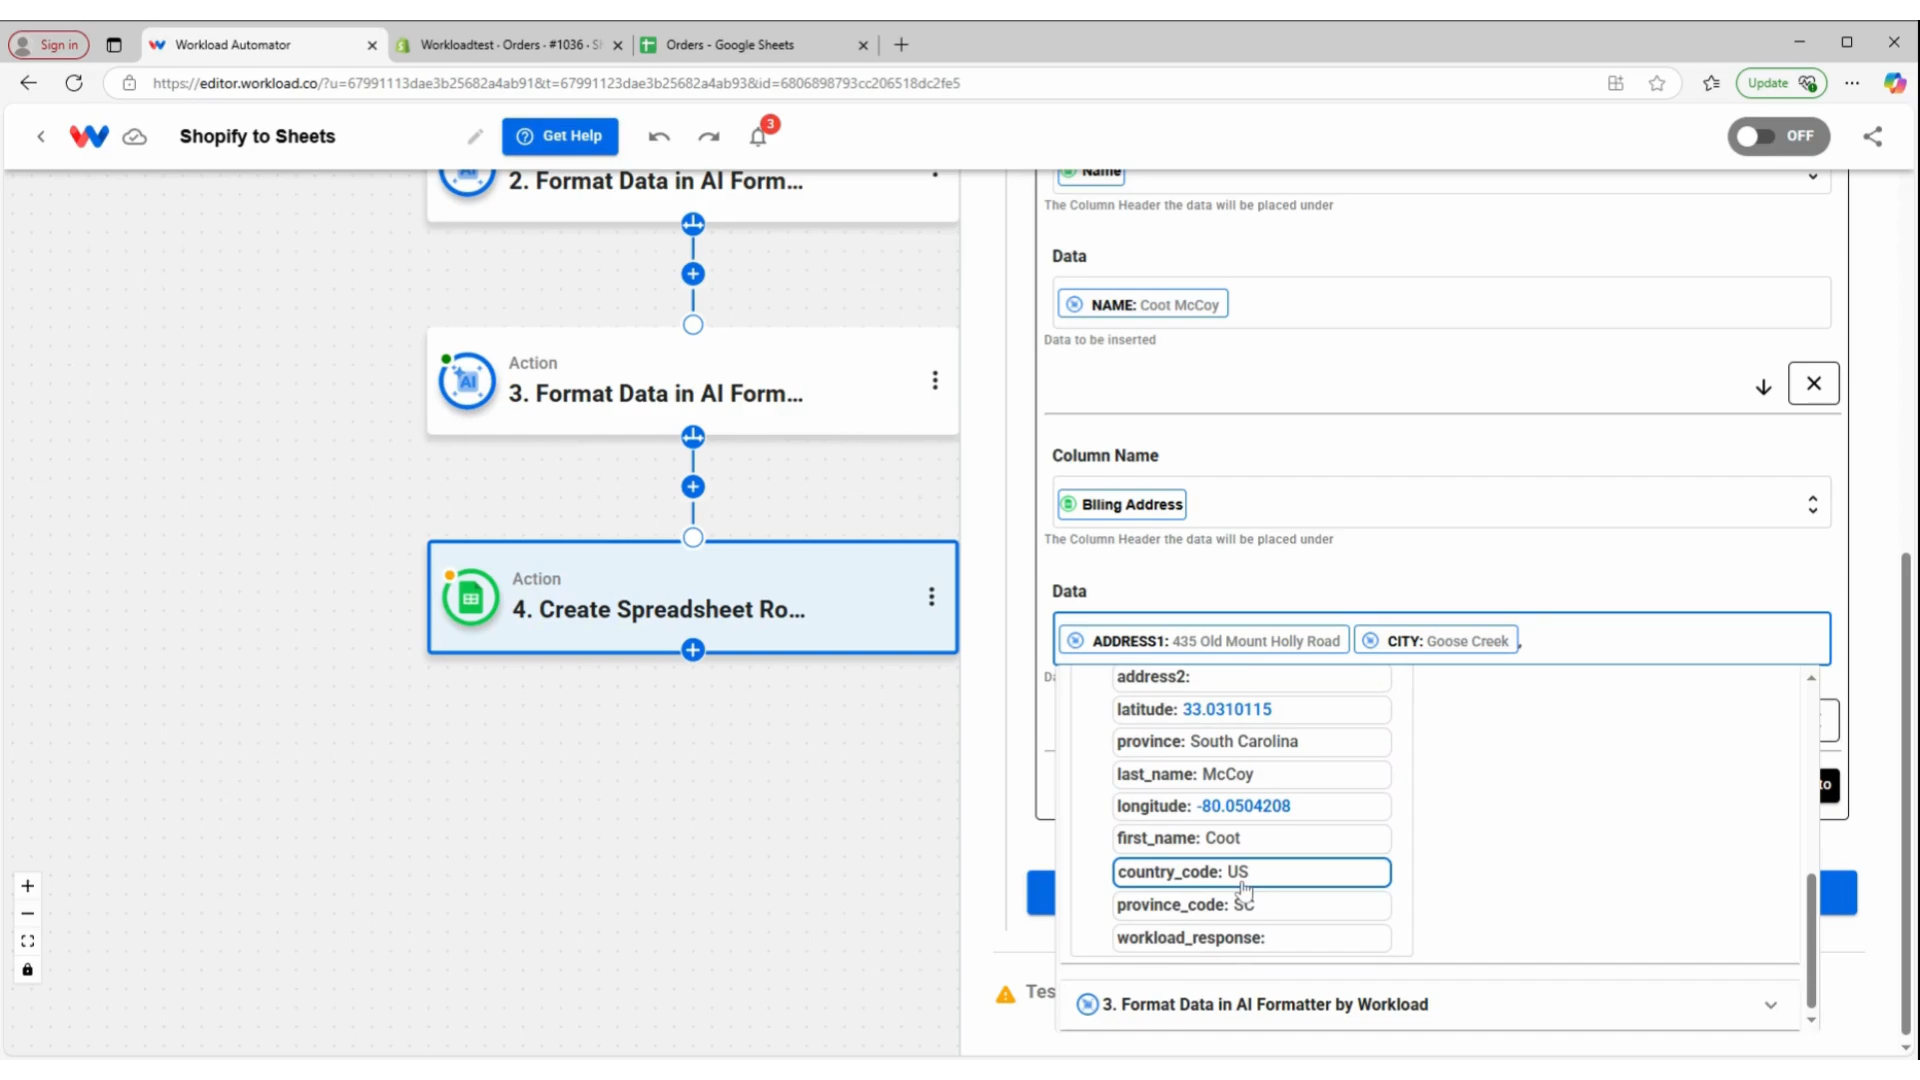 Sign in
Workload Automator
Workloadtest - Orders - #1036 - S
Orders - Google Sheets
https://editor.workload.co/?u=67991113dae3b25682a4ab91&t=67991123dae3b25682a4ab93&id=6806898793cc206518dc2fe5
Update
Shopify to Sheets
Get Help
3
OFF
2. Format Data in AI Form...
Action
3. Format Data in AI Form...
Action
4. Create Spreadsheet Ro...
Name
The Column Header the data will be placed under
Data
NAME: Coot McCoy
Data to be inserted
Column Name
Blling Address
The Column Header the data will be placed under
Data
ADDRESS1: 435 Old Mount Holly Road CITY: Goose Creek ,
address2:
latitude: 33.0310115
province: South Carolina
last_name: McCoy
longitude: -80.0504208
first_name: Coot
country_code: US
province_code: SC
workload_response:
3. Format Data in AI Formatter by Workload